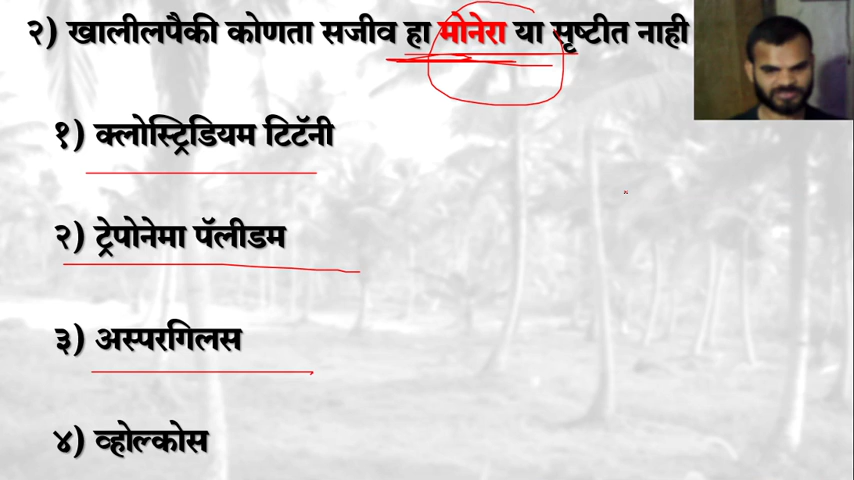 २) खालीलपैकी कोणता सजीव हा मोनेरा या सृष्टीत नाही
१) क्लोस्ट्रिडियम टिटॅनी
२) ट्रेपोनेमा पॅलीडम
३) अस्परगिलस
४) व्होल्कोस